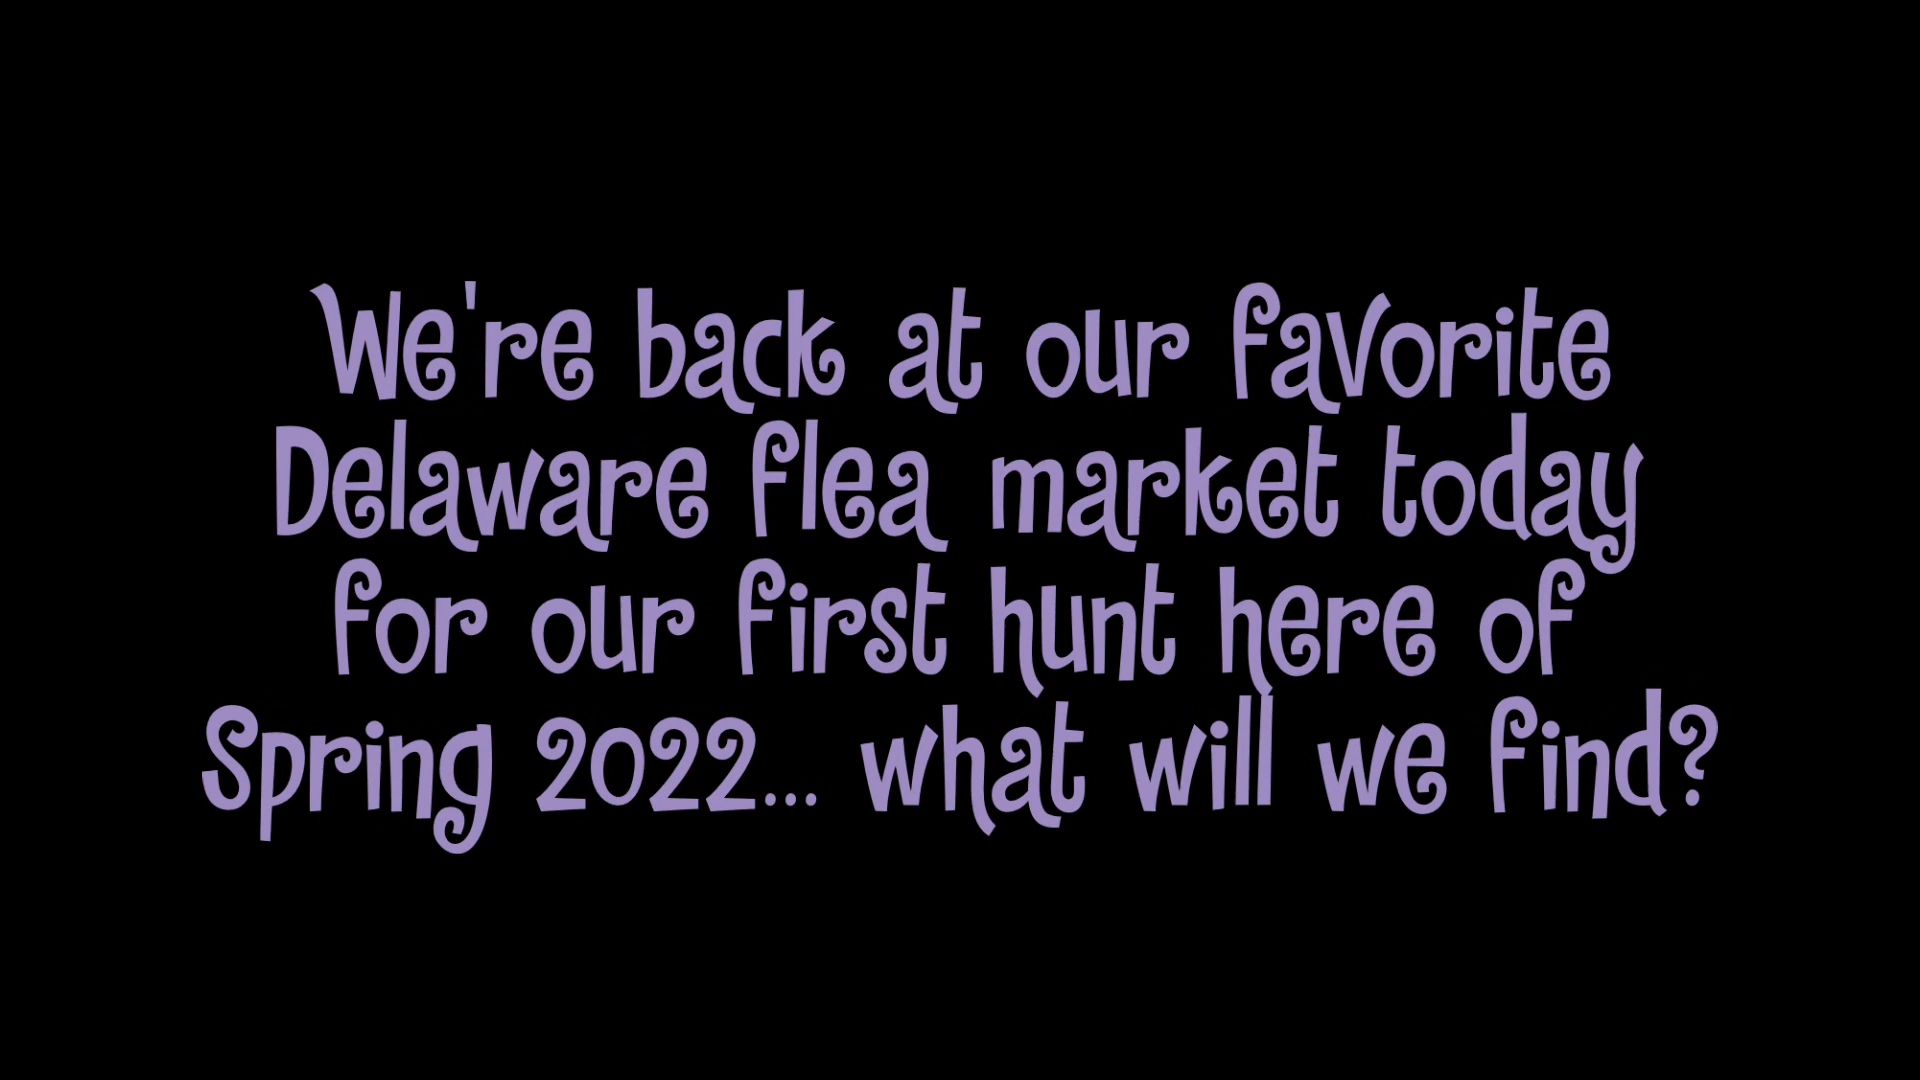 We're back at our favorite
Delaware flea market today
for our first hunt here of
Spring 2022... what will we find?